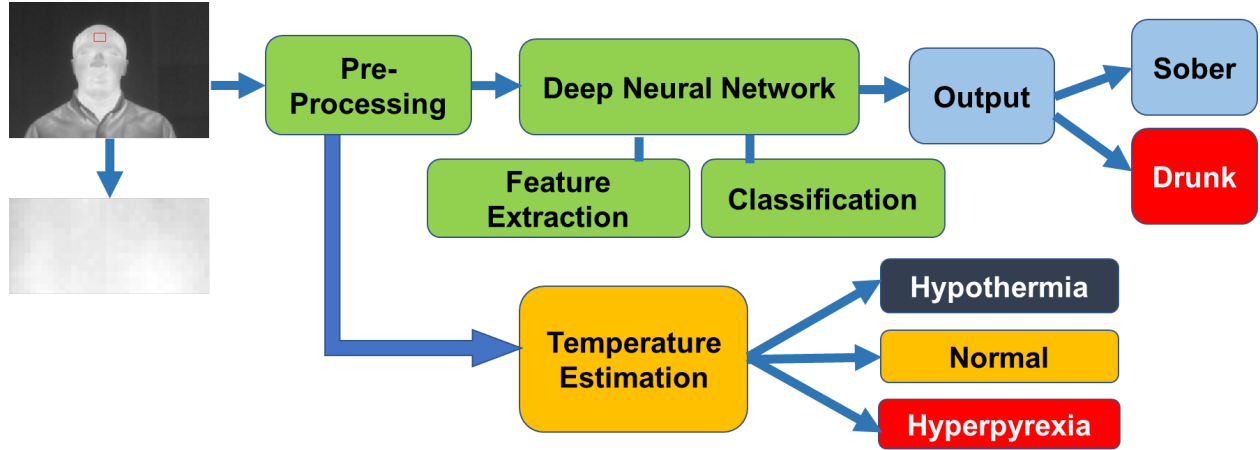 Pre-
Processing
Deep Neural Network
Output
Sober
Drunk
Feature
Extraction
Classification
Temperature
Estimation
Hypothermia
Normal
Hyperpyrexia